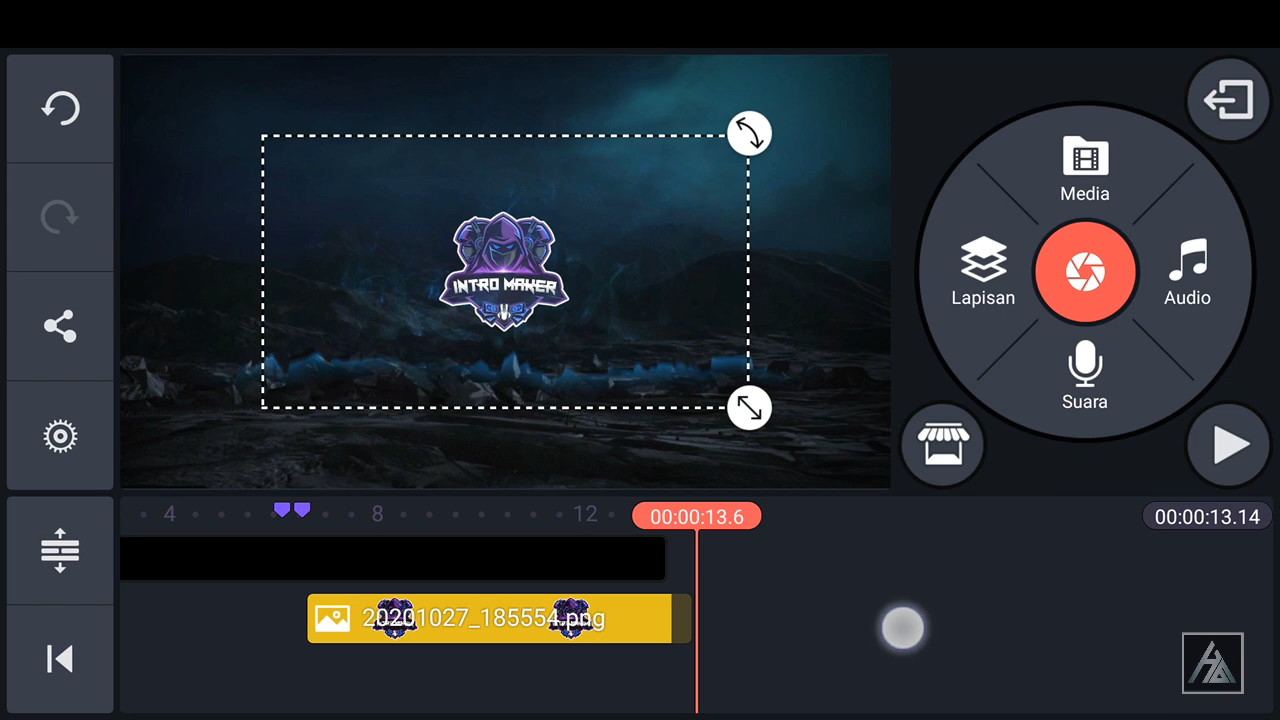 Media
INTRO MAKER
Lapisan
Audio
Suara
4
8
12
00:00:13.6
00:00:13.14
20201027_185554.png